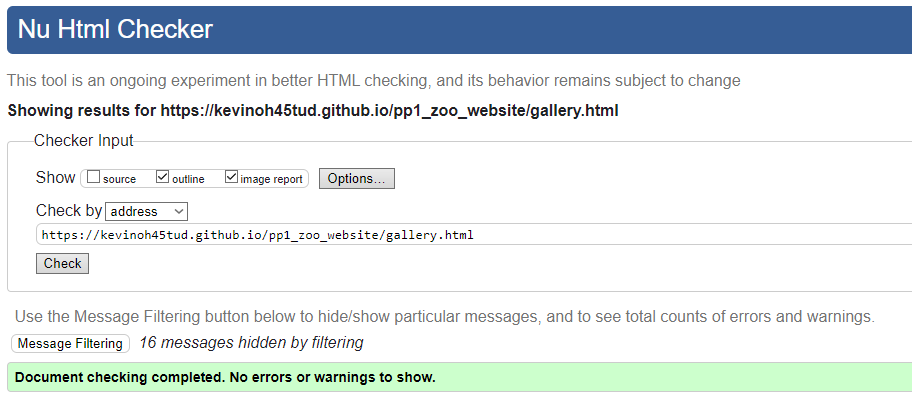 Nu Html Checker
This tool is an ongoing experiment in better HTML checking, and its behavior remains subject to change
Showing results for https://kevinoh45tud.github.io/pp1_zoo_website/gallery.html
Checker Input
Show source outline image report Options...
Check by address
https://kevinoh45tud.github.io/pp1_zoo_website/gallery.html
Check
Use the Message Filtering button below to hide/show particular messages, and to see total counts of errors and warnings.
Message Filtering 16 messages hidden by filtering
Document checking completed. No errors or warnings to show.